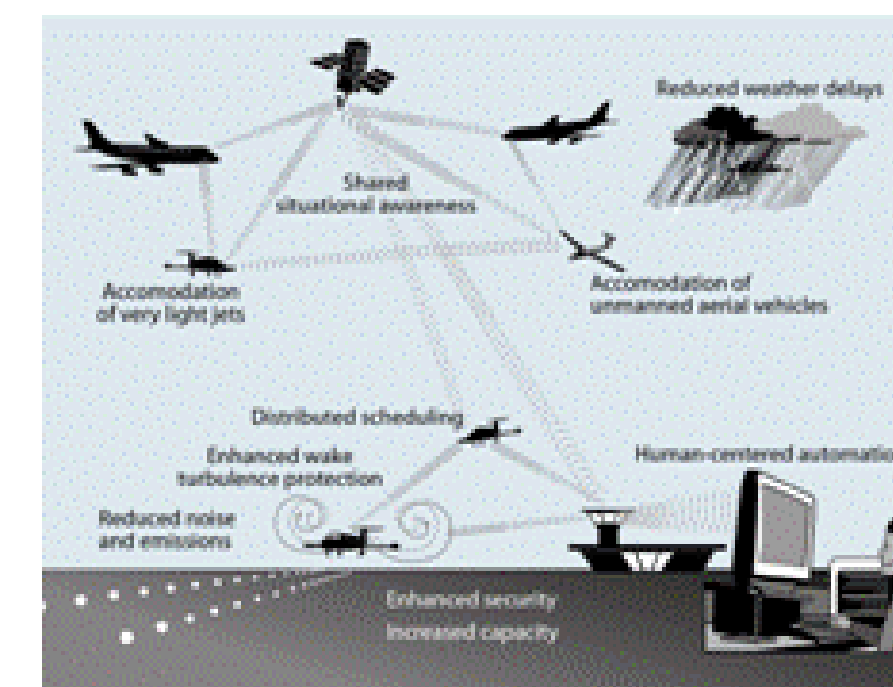 Reduced weather delays
Shared
situational awareness
Accomodation
of very light jets
Accomodation of
unmanned aerial vehicles
Distributed scheduling
Enhanced wake
turbulence protection
Human-centered automatio
Reduced noise
and emissions
Enhanced security
Increased capacity